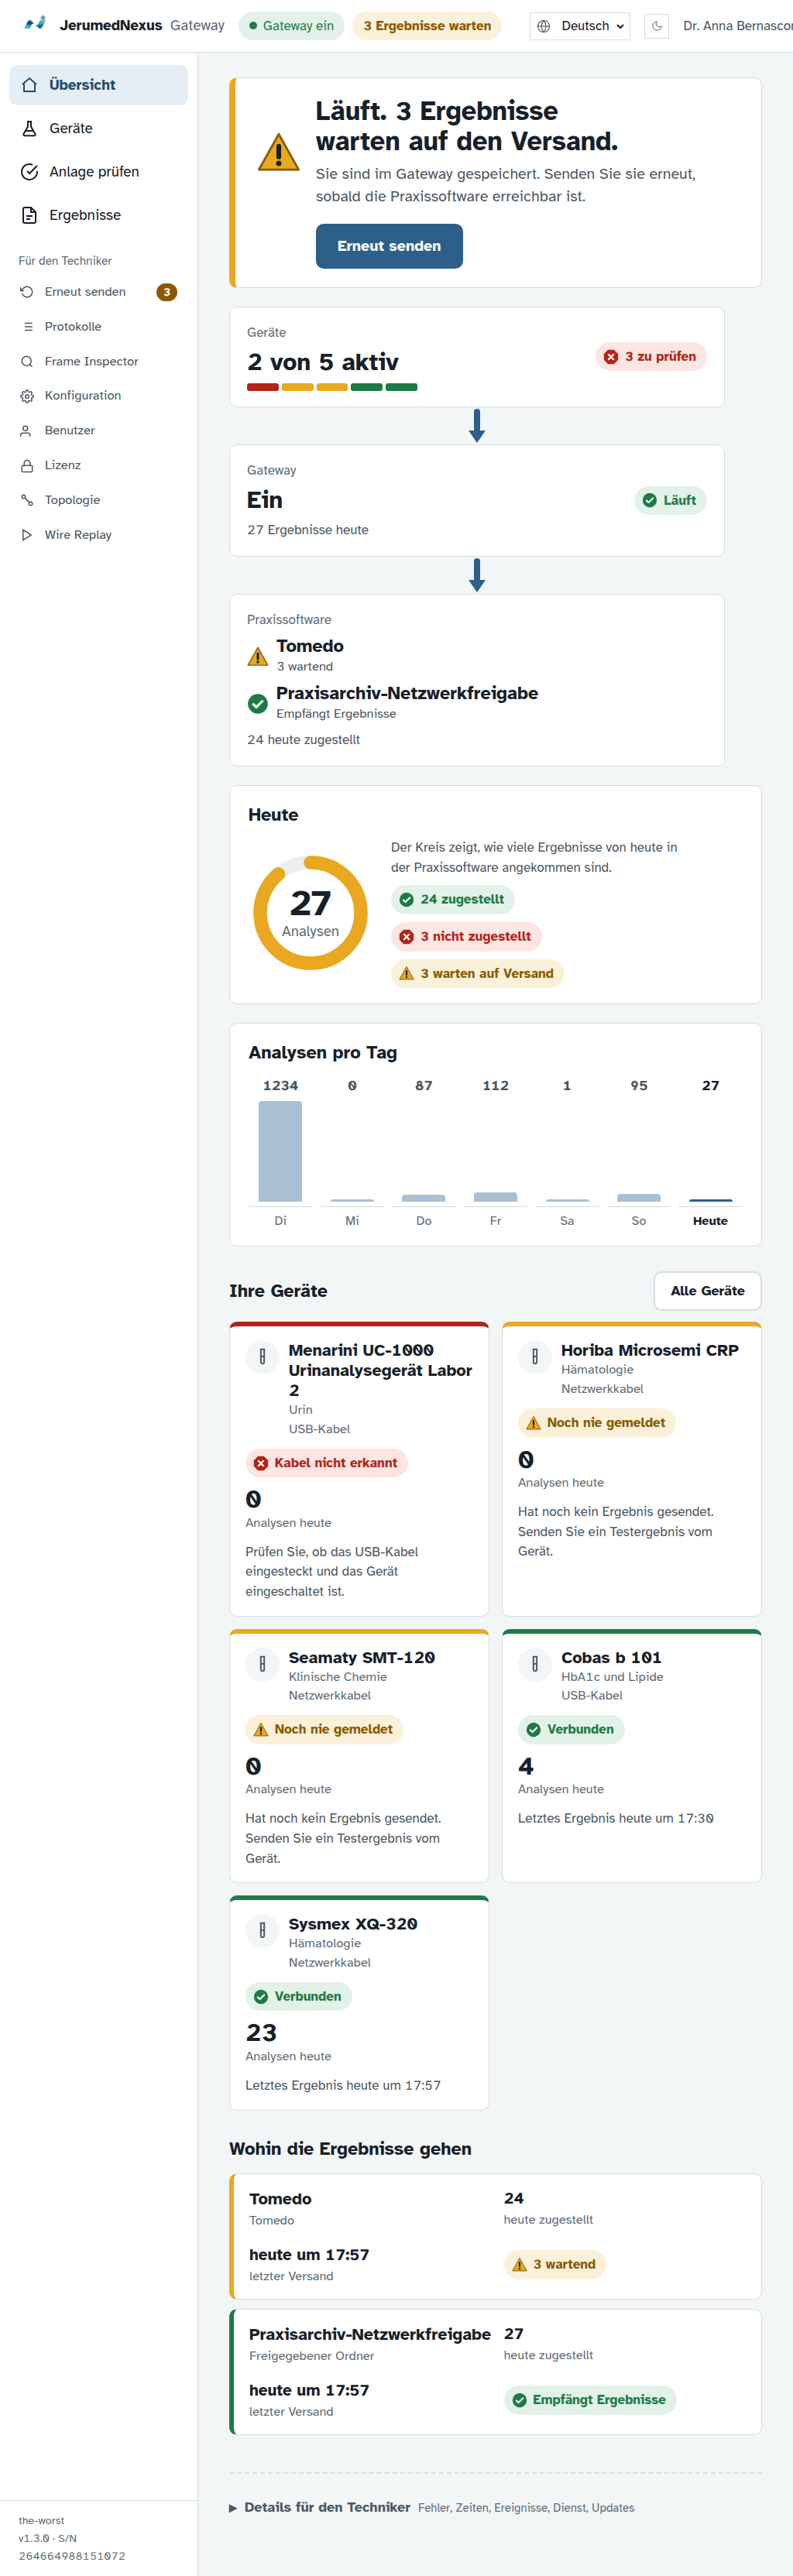 JerumedNexus Gateway
Gateway ein
3 Ergebnisse warten
Deutsch
Dr. Anna
Übersicht
Geräte
Anlage prüfen
Ergebnisse
Für den Techniker
Erneut senden 3
Protokolle
Frame Inspector
Konfiguration
Benutzer
Lizenz
Topologie
Wire Replay
the-worst
v1.3.0 · S/N
264664988151072
Läuft. 3 Ergebnisse
warten auf den Versand.
Sie sind im Gateway gespeichert. Senden Sie sie erneut,
sobald die Praxissoftware erreichbar ist.
Erneut senden
Geräte
2 von 5 aktiv
3 zu prüfen
Gateway
Ein
Läuft
27 Ergebnisse heute
Praxissoftware
Tomedo
3 wartend
Praxisarchiv-Netzwerkfreigabe
Empfängt Ergebnisse
24 heute zugestellt
Heute
27
Analysen
Der Kreis zeigt, wie viele Ergebnisse von heute in
der Praxissoftware angekommen sind.
24 zugestellt
3 nicht zugestellt
3 warten auf Versand
Analysen pro Tag
1234 0 87 112 1 95 27
Di Mi Do Fr Sa So Heute
Ihre Geräte
Alle Geräte
Menarini UC-1000
Urinanalysegerät Labor
2
Urin
USB-Kabel
Kabel nicht erkannt
0
Analysen heute
Prüfen Sie, ob das USB-Kabel
eingesteckt und das Gerät
eingeschaltet ist.
Horiba Microsemi CRP
Hämatologie
Netzwerkkabel
Noch nie gemeldet
0
Analysen heute
Hat noch kein Ergebnis gesendet.
Senden Sie ein Testergebnis vom
Gerät.
Seamaty SMT-120
Klinische Chemie
Netzwerkkabel
Noch nie gemeldet
0
Analysen heute
Hat noch kein Ergebnis gesendet.
Senden Sie ein Testergebnis vom
Gerät.
Cobas b 101
HbA1c und Lipide
USB-Kabel
Verbunden
4
Analysen heute
Letztes Ergebnis heute um 17:30
Sysmex XQ-320
Hämatologie
Netzwerkkabel
Verbunden
23
Analysen heute
Letztes Ergebnis heute um 17:57
Wohin die Ergebnisse gehen
Tomedo
Tomedo
24
heute zugestellt
heute um 17:57
letzter Versand
3 wartend
Praxisarchiv-Netzwerkfreigabe
Freigegebener Ordner
27
heute zugestellt
heute um 17:57
letzter Versand
Empfängt Ergebnisse
Details für den Techniker Fehler, Zeiten, Ereignisse, Dienst, Updates